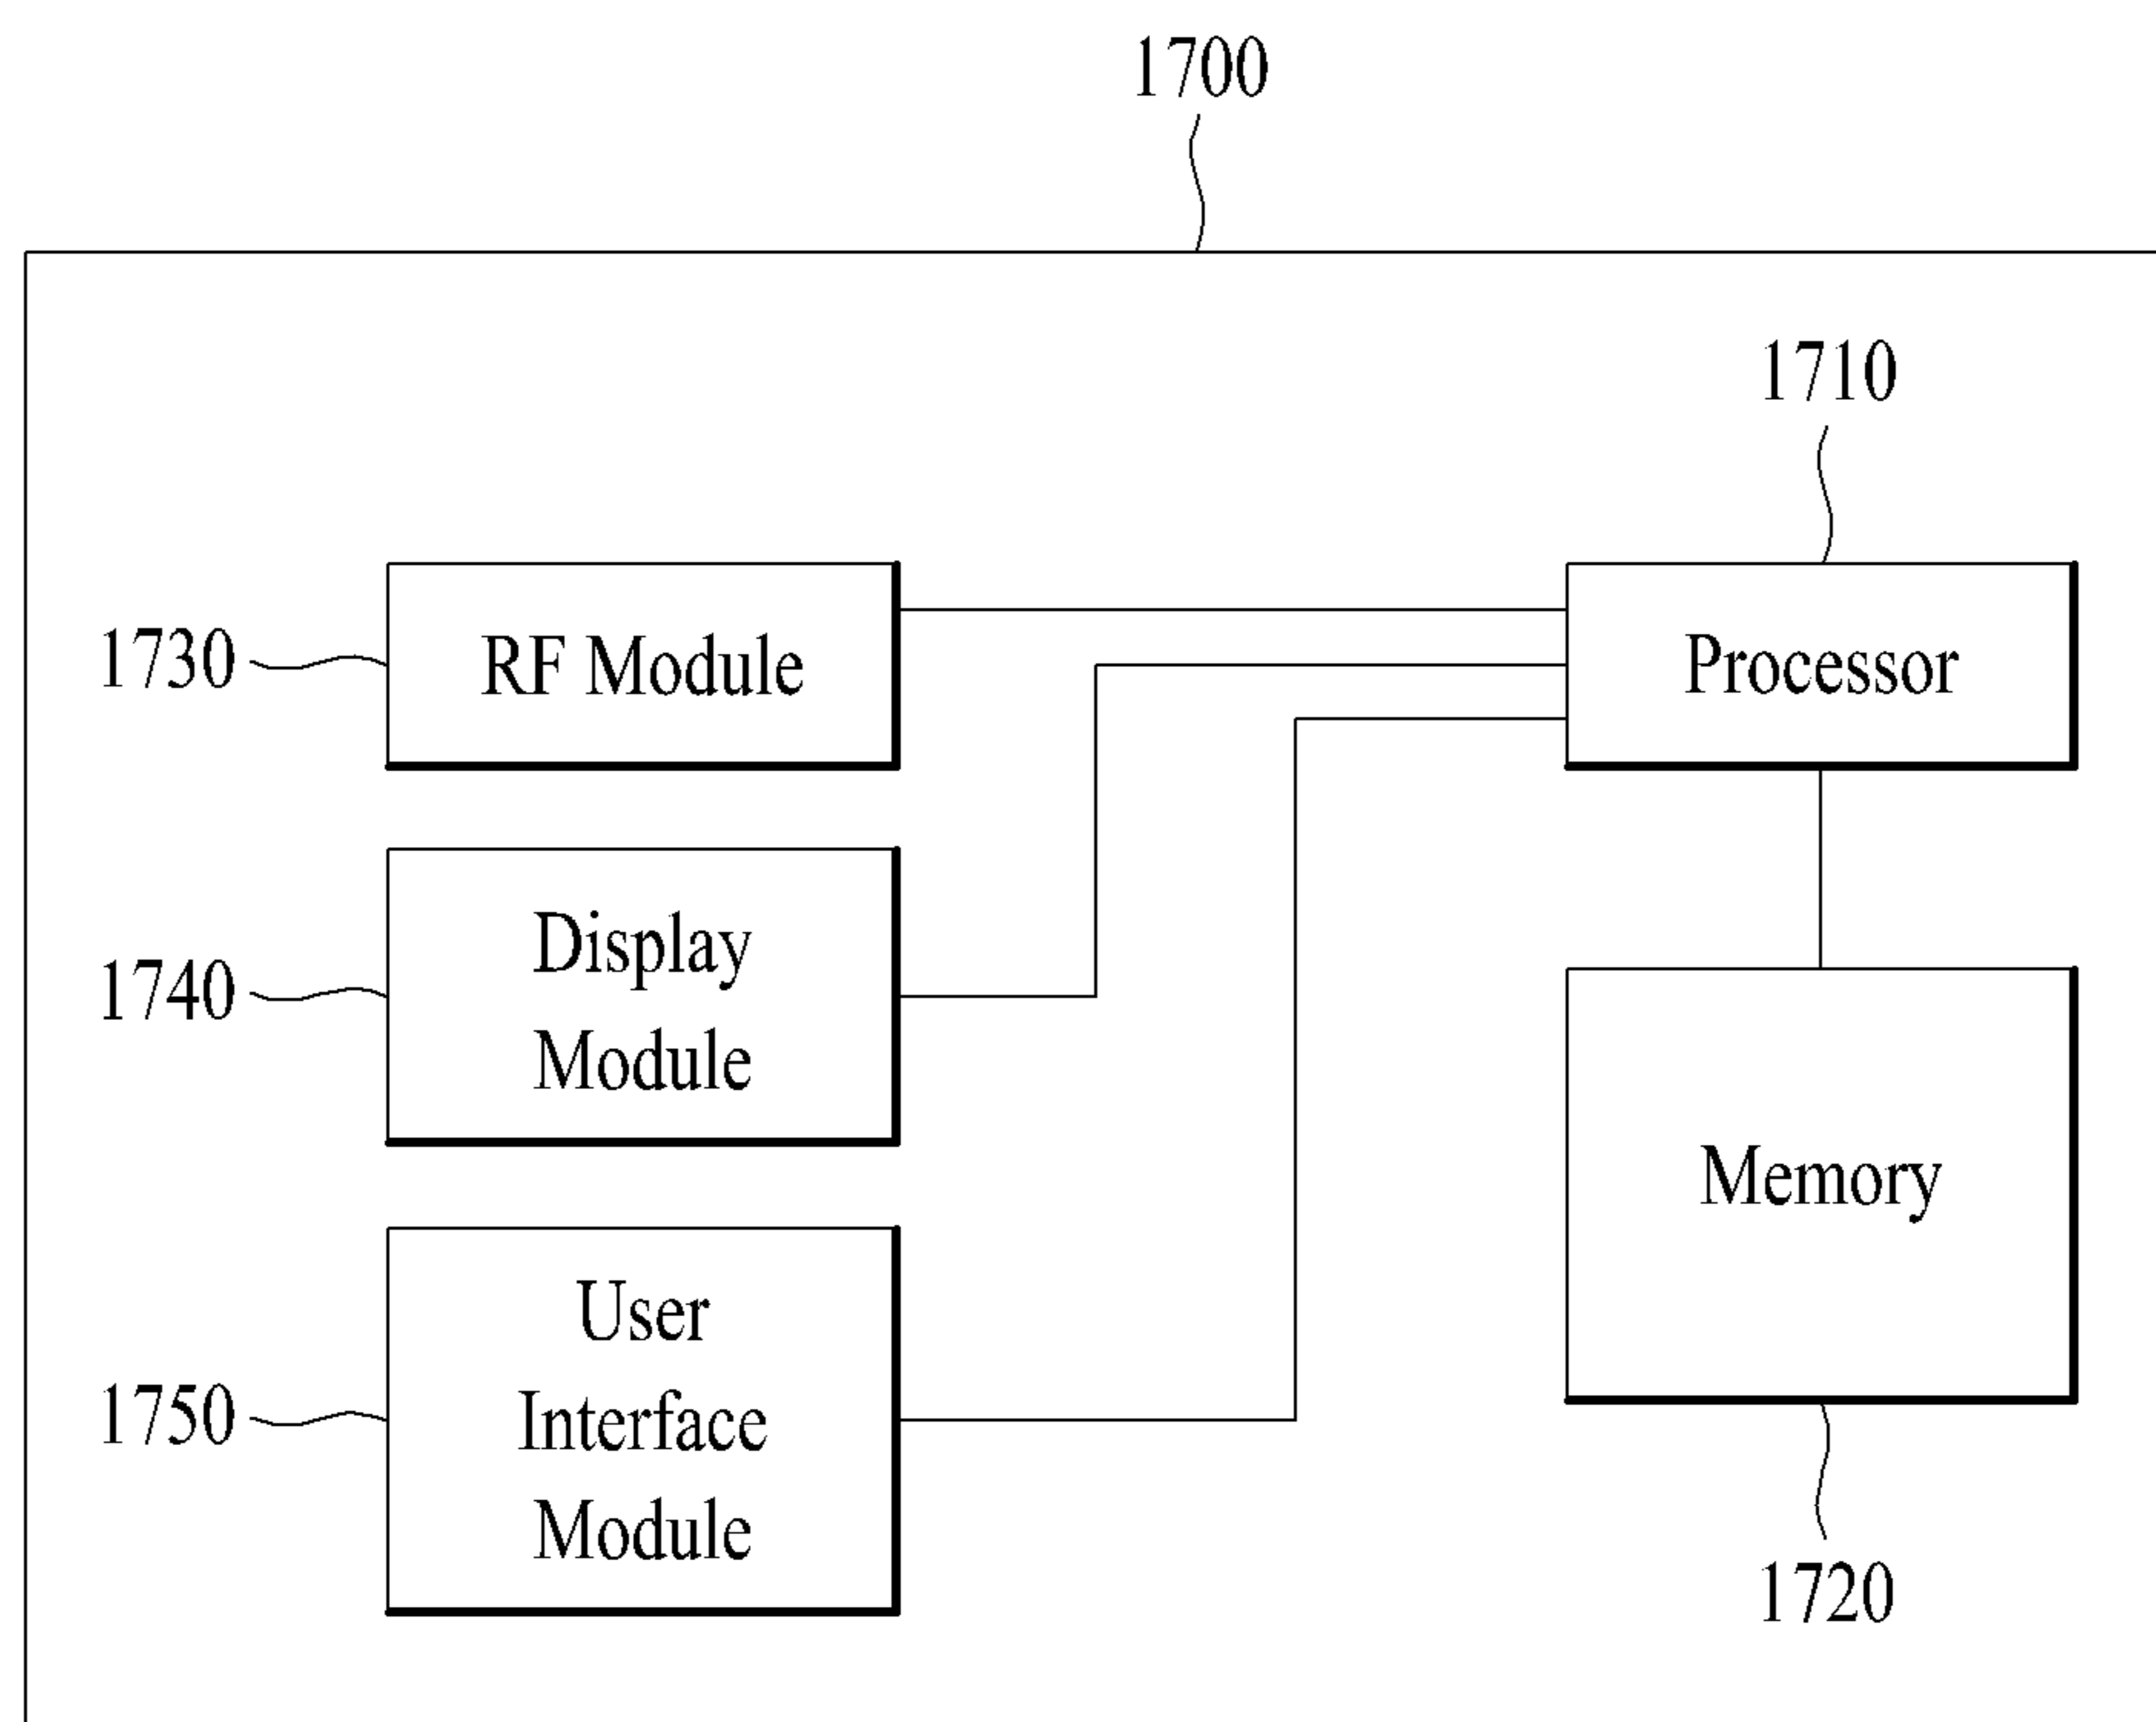 1700
1710
1730
RF Module
Processor
1740
Display
Module
Memory
1750
User
Interface
Module
1720